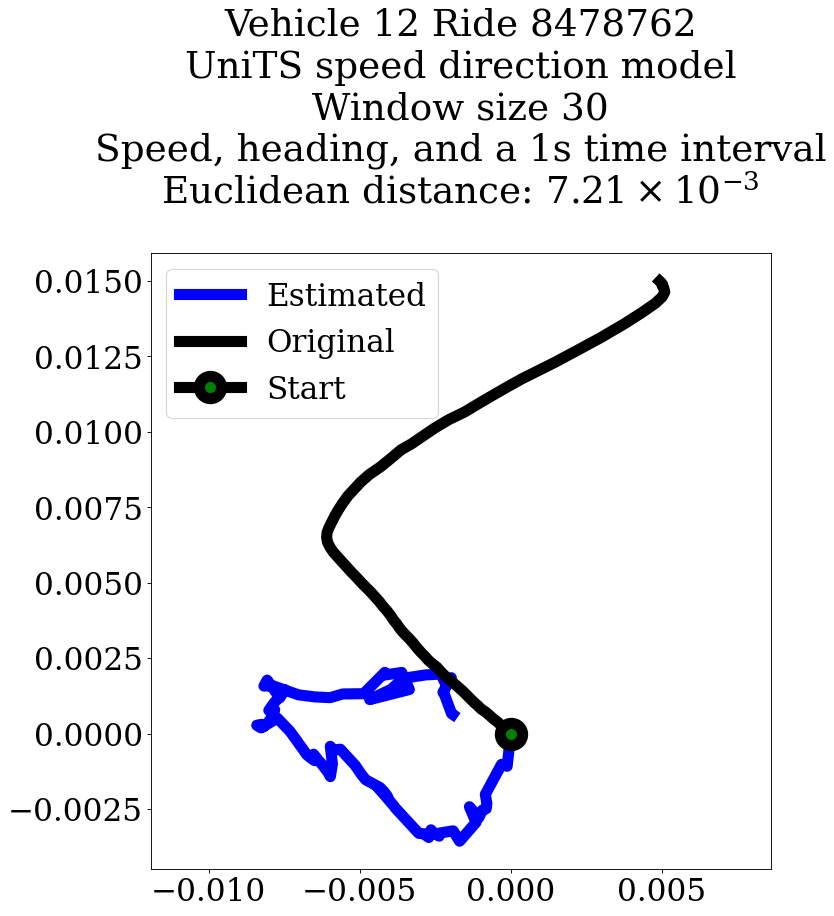 Vehicle 12 Ride 8478762
UniTS speed direction model
Window size 30
Speed, heading, and a 1s time interval
Euclidean distance: 7.21 × 10⁻³
Estimated
Original
Start
0.0150
0.0125
0.0100
0.0075
0.0050
0.0025
0.0000
−0.0025
−0.010 −0.005 0.000 0.005